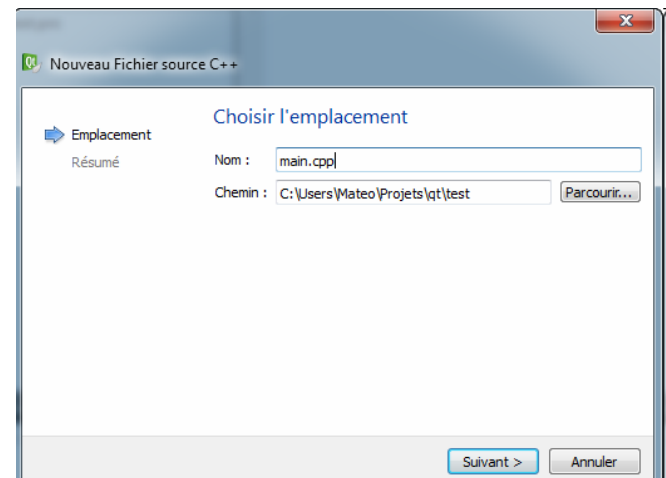 Nouveau Fichier source C++
Choisir l'emplacement
Emplacement
Résumé
Nom :
main.cpp
Chemin :
C:\Users\Mateo\Projets\qt\test
Parcourir...
Suivant >
Annuler